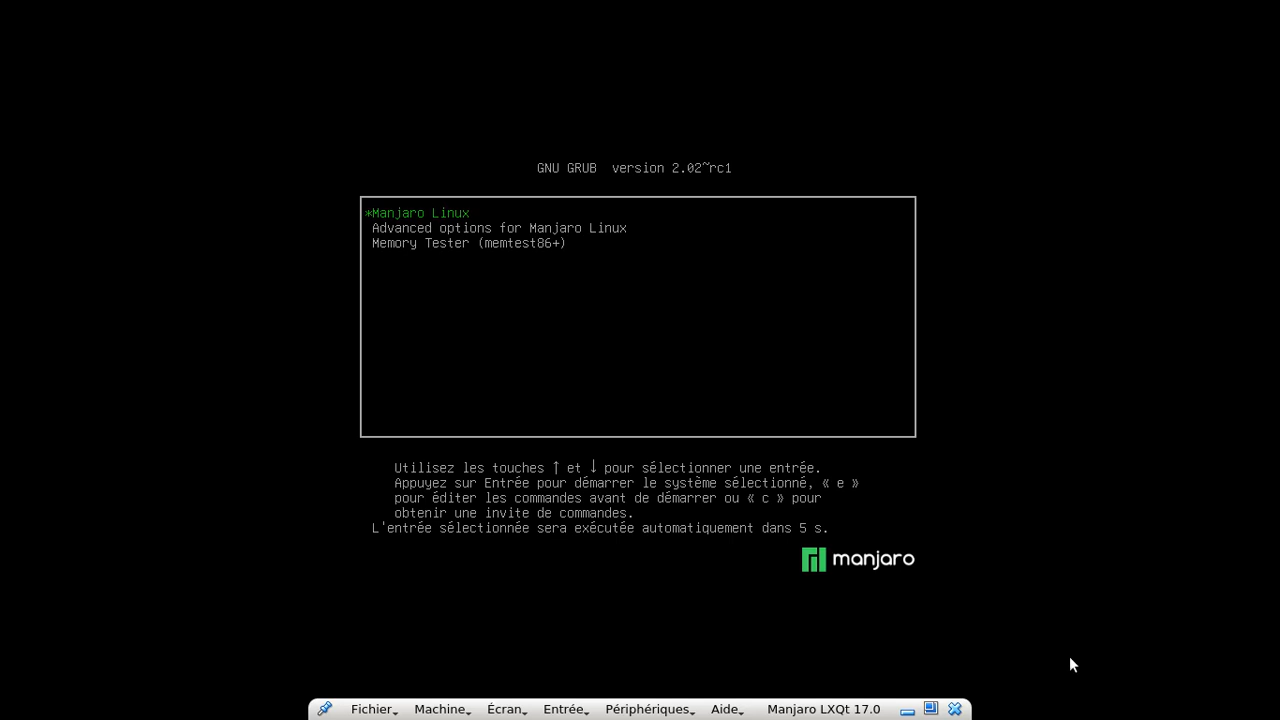 GNU GRUB  version 2.02~rc1
*Manjaro Linux
Advanced options for Manjaro Linux
Memory Tester (memtest86+)
Utilisez les touches ↑ et ↓ pour sélectionner une entrée.
Appuyez sur Entrée pour démarrer le système sélectionné, « e »
pour éditer les commandes avant de démarrer ou « c » pour
obtenir une invite de commandes.
L'entrée sélectionnée sera exécutée automatiquement dans 5 s.
manjaro
Fichier Machine Écran Entrée Périphériques Aide Manjaro LXQt 17.0